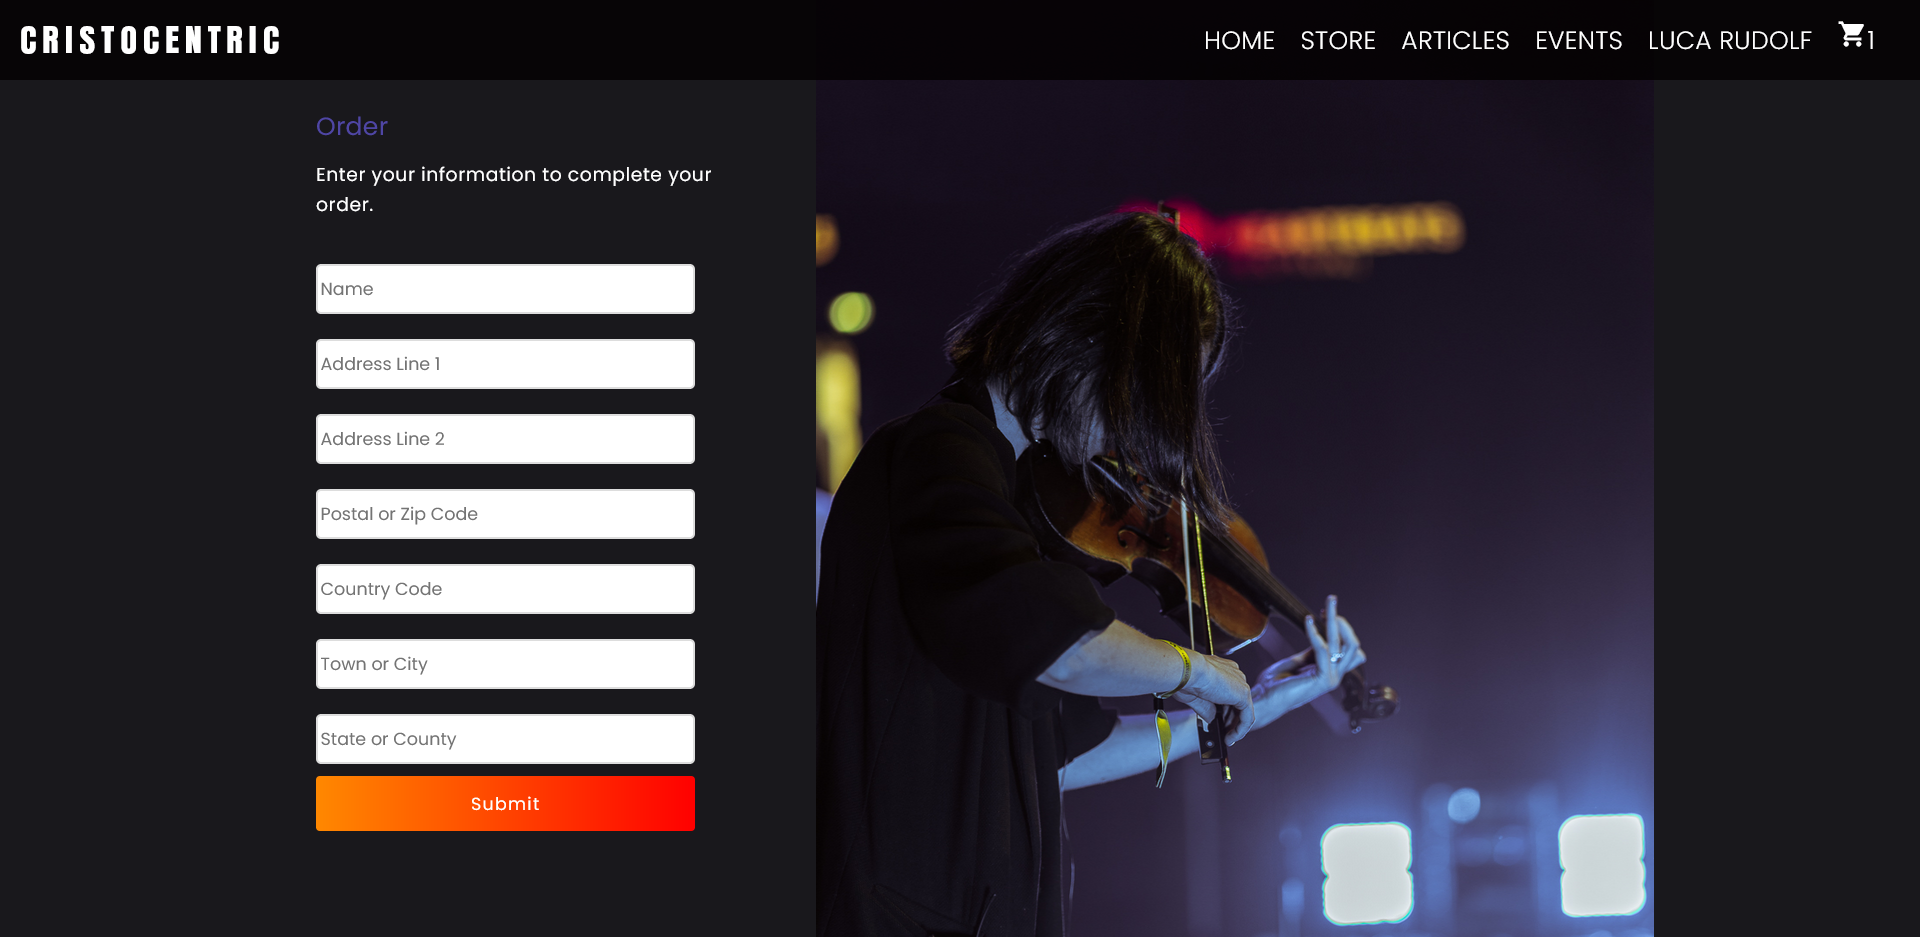 CRISTOCENTRIC
HOME STORE ARTICLES EVENTS LUCA RUDOLF 1
Order
Enter your information to complete your
order.
Name
Address Line 1
Address Line 2
Postal or Zip Code
Country Code
Town or City
State or County
Submit